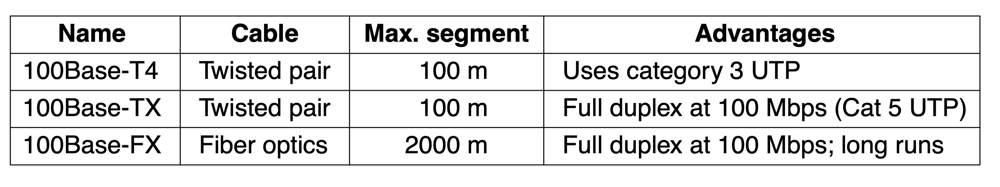 Name Cable Max. segment Advantages
100Base-T4 Twisted pair 100 m Uses category 3 UTP
100Base-TX Twisted pair 100 m Full duplex at 100 Mbps (Cat 5 UTP)
100Base-FX Fiber optics 2000 m Full duplex at 100 Mbps; long runs